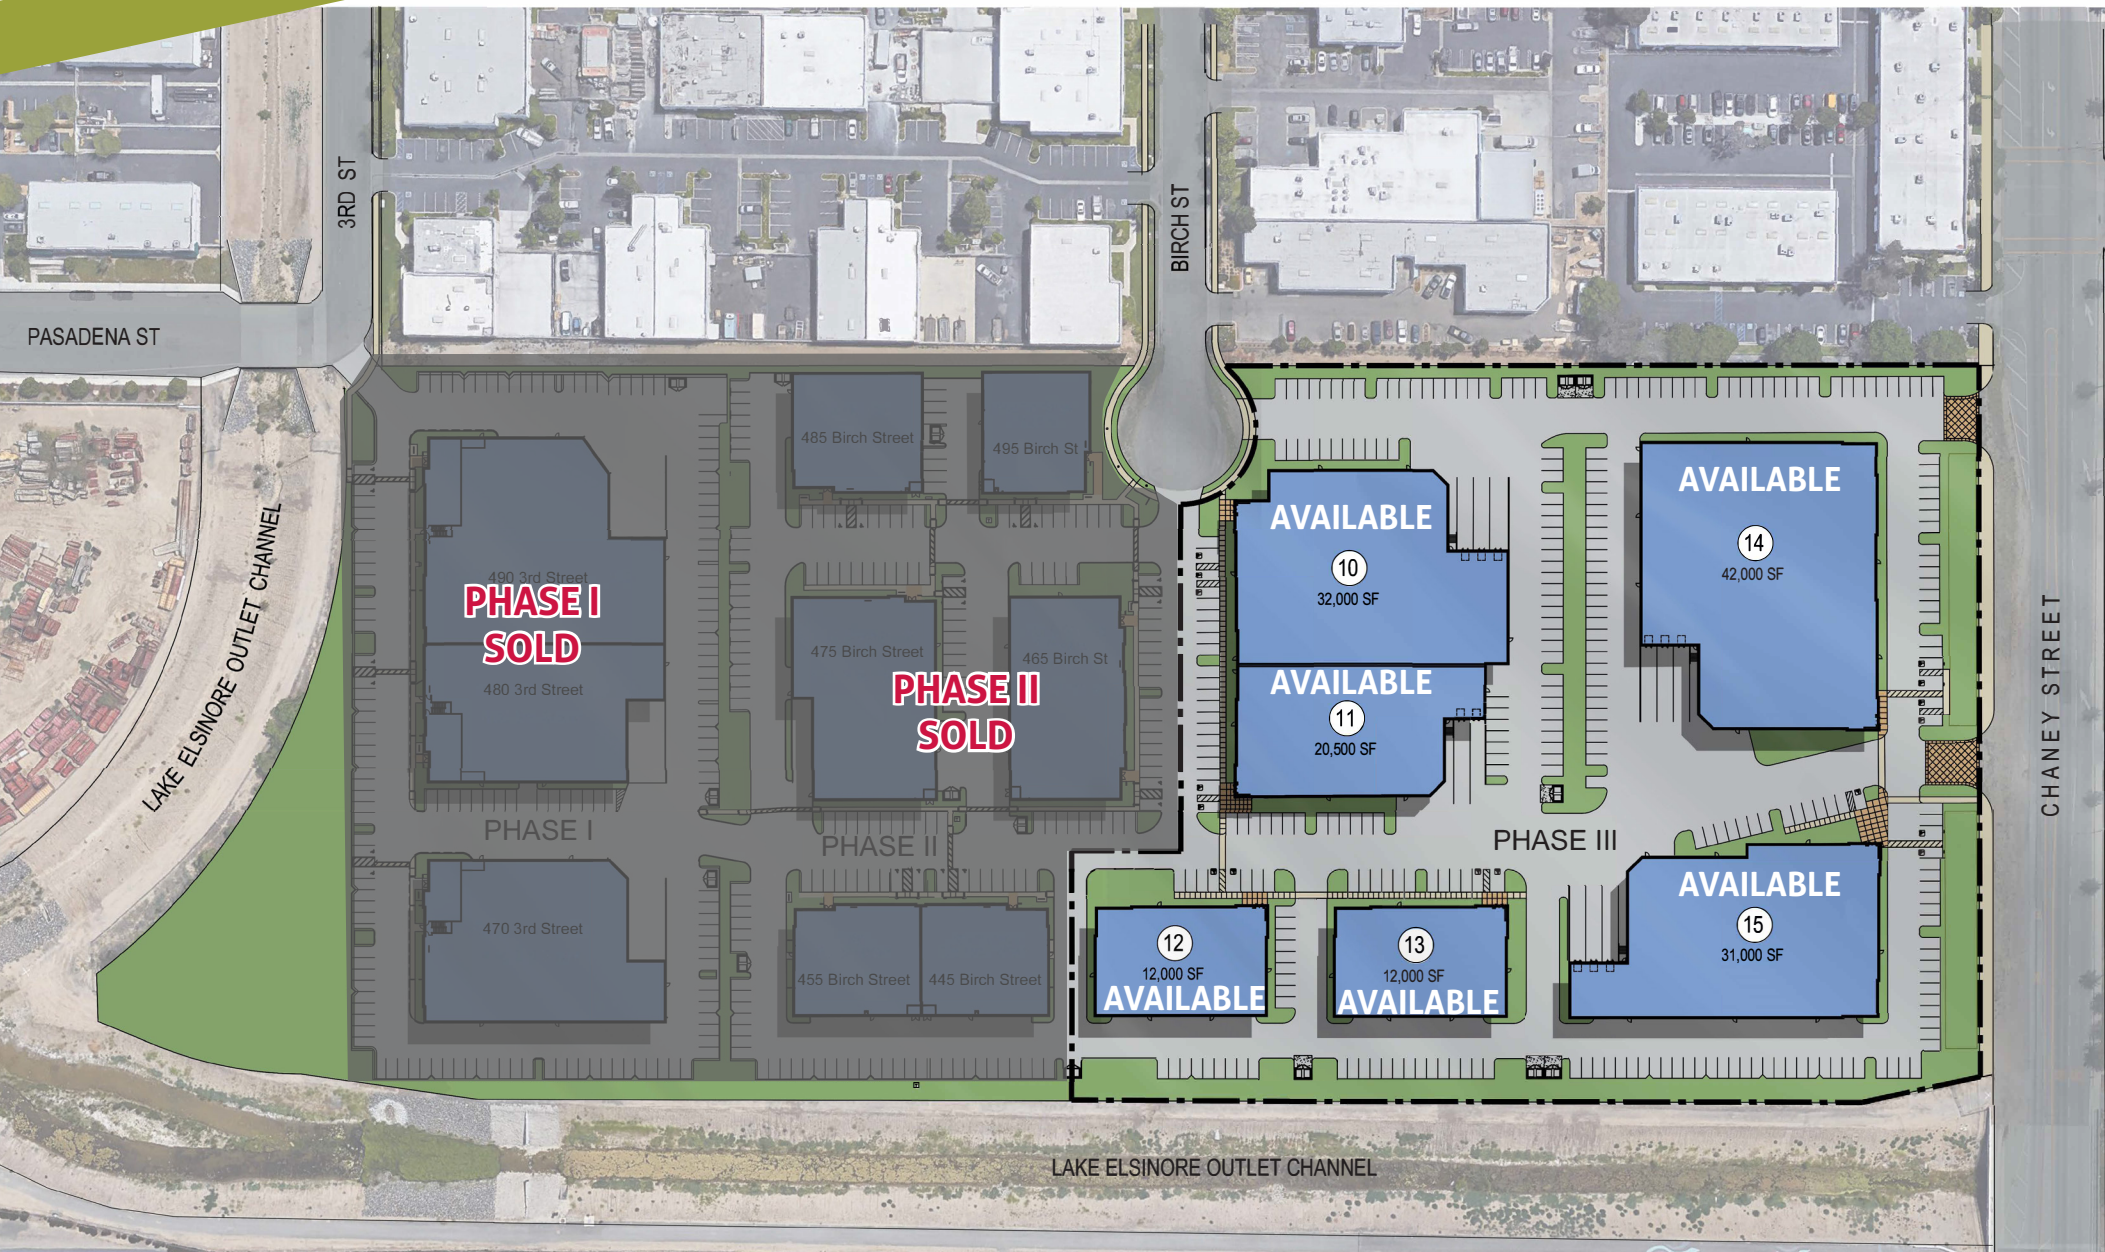 3RD ST
BIRCH ST
PASADENA ST
LAKE ELSINORE OUTLET CHANNEL
485 Birch Street
495 Birch St
490 3rd Street
PHASE I
SOLD
480 3rd Street
475 Birch Street
465 Birch St
PHASE II
SOLD
PHASE I
PHASE II
470 3rd Street
455 Birch Street
445 Birch Street
AVAILABLE
10
32,000 SF
AVAILABLE
11
20,500 SF
AVAILABLE
14
42,000 SF
PHASE III
12
12,000 SF
AVAILABLE
13
12,000 SF
AVAILABLE
AVAILABLE
15
31,000 SF
CHANEY STREET
LAKE ELSINORE OUTLET CHANNEL